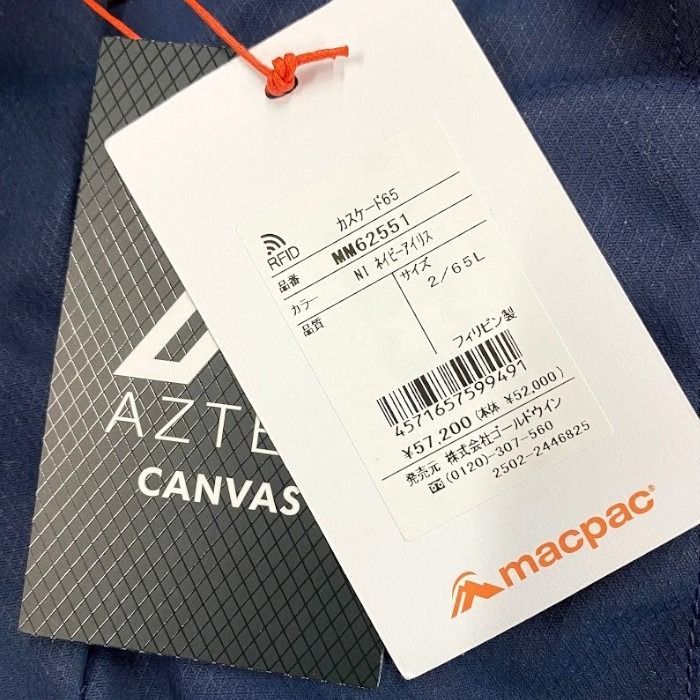 RFID
カスケード65
品番 MM62551
カラー NI ネイビーアイリス
品質
サイズ 2/65L
フィリピン製
4571657599491
¥57,200(本体 ¥52,000)
発売元 株式会社ゴールドウイン
(0120)-307-560
2502-2446825
macpac®
AZTE
CANVAS